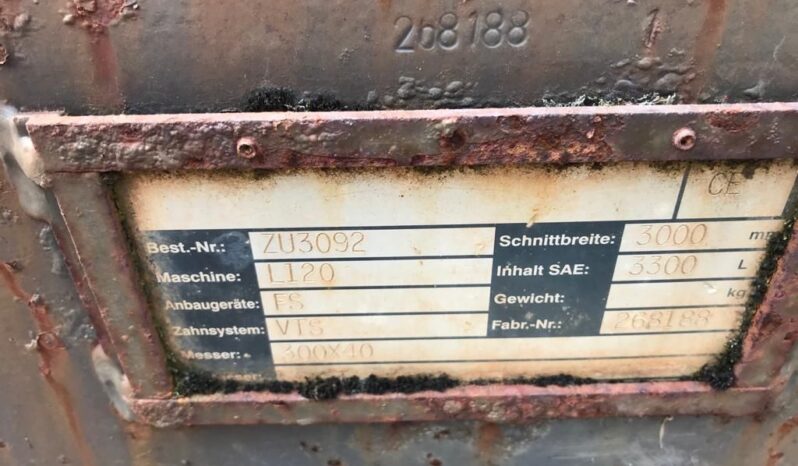 268188 1
CE
Best.-Nr.: ZU3092 Schnittbreite: 3000 mm
Maschine: L120 Inhalt SAE: 3300 L
Anbaugeräte: FS Gewicht: kg
Zahnsystem: VTS Fabr.-Nr.: 268188
Messer: 300X40